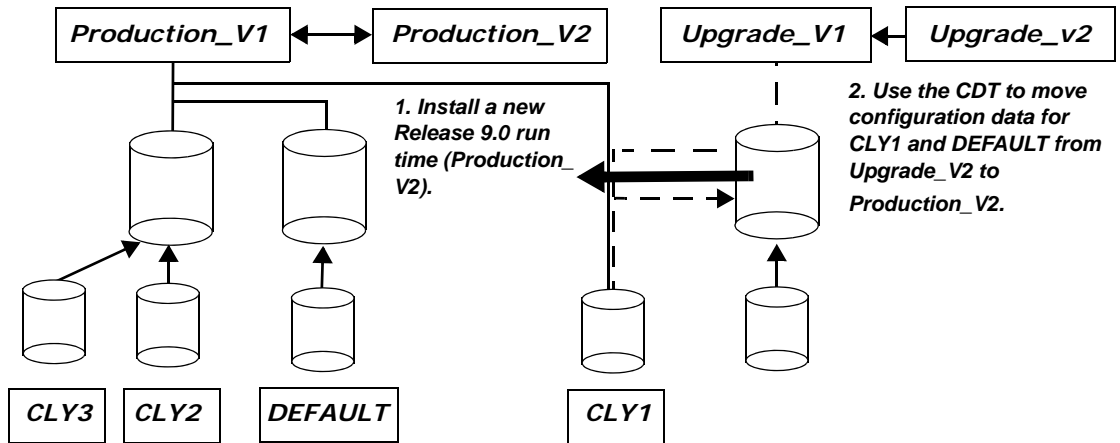 Production_V1
Production_V2
Upgrade_V1
Upgrade_v2
1. Install a new
Release 9.0 run
time (Production_
V2).
2. Use the CDT to move
configuration data for
CLY1 and DEFAULT from
Upgrade_V2 to
Production_V2.
CLY3
CLY2
DEFAULT
CLY1